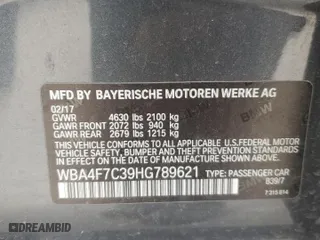 MFD BY BAYERISCHE MOTOREN WERKE AG
02/17
GVWR 4630 lbs 2100 kg
GAWR FRONT 2072 lbs 940 kg
GAWR REAR 2679 lbs 1215 kg
THIS VEHICLE CONFORMS TO ALL APPLICABLE U.S. FEDERAL
MOTOR VEHICLE SAFETY, BUMPER, AND THEFT PREVENTION
STANDARDS IN EFFECT ON THE DATE OF MANUFACTURE
SHOWN ABOVE.
WBA4F7C39HG789621 TYPE: PASSENGER CAR
B39/7